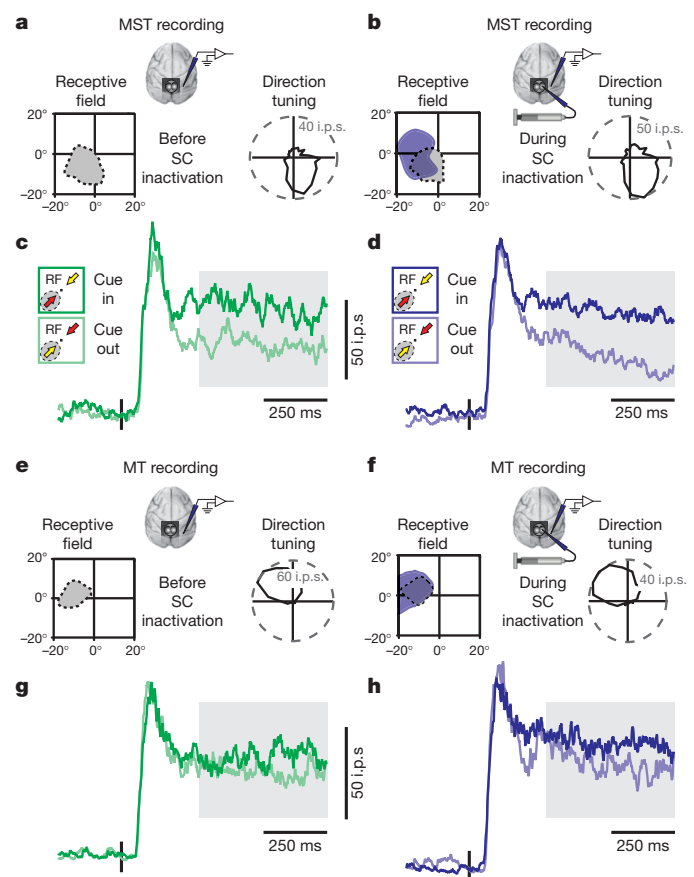 a
MST recording
Receptive
field
Direction
tuning
20°
0°
−20°
−20°
0°
20°
Before
SC
inactivation
40 i.p.s.
b
MST recording
Receptive
field
Direction
tuning
20°
0°
−20°
−20°
0°
20°
During
SC
inactivation
50 i.p.s.
c
RF
Cue
in
RF
Cue
out
50 i.p.s
250 ms
d
RF
Cue
in
RF
Cue
out
250 ms
e
MT recording
Receptive
field
Direction
tuning
20°
0°
−20°
−20°
0°
20°
Before
SC
inactivation
60 i.p.s.
f
MT recording
Receptive
field
Direction
tuning
20°
0°
−20°
−20°
0°
20°
During
SC
inactivation
40 i.p.s.
g
50 i.p.s
250 ms
h
250 ms